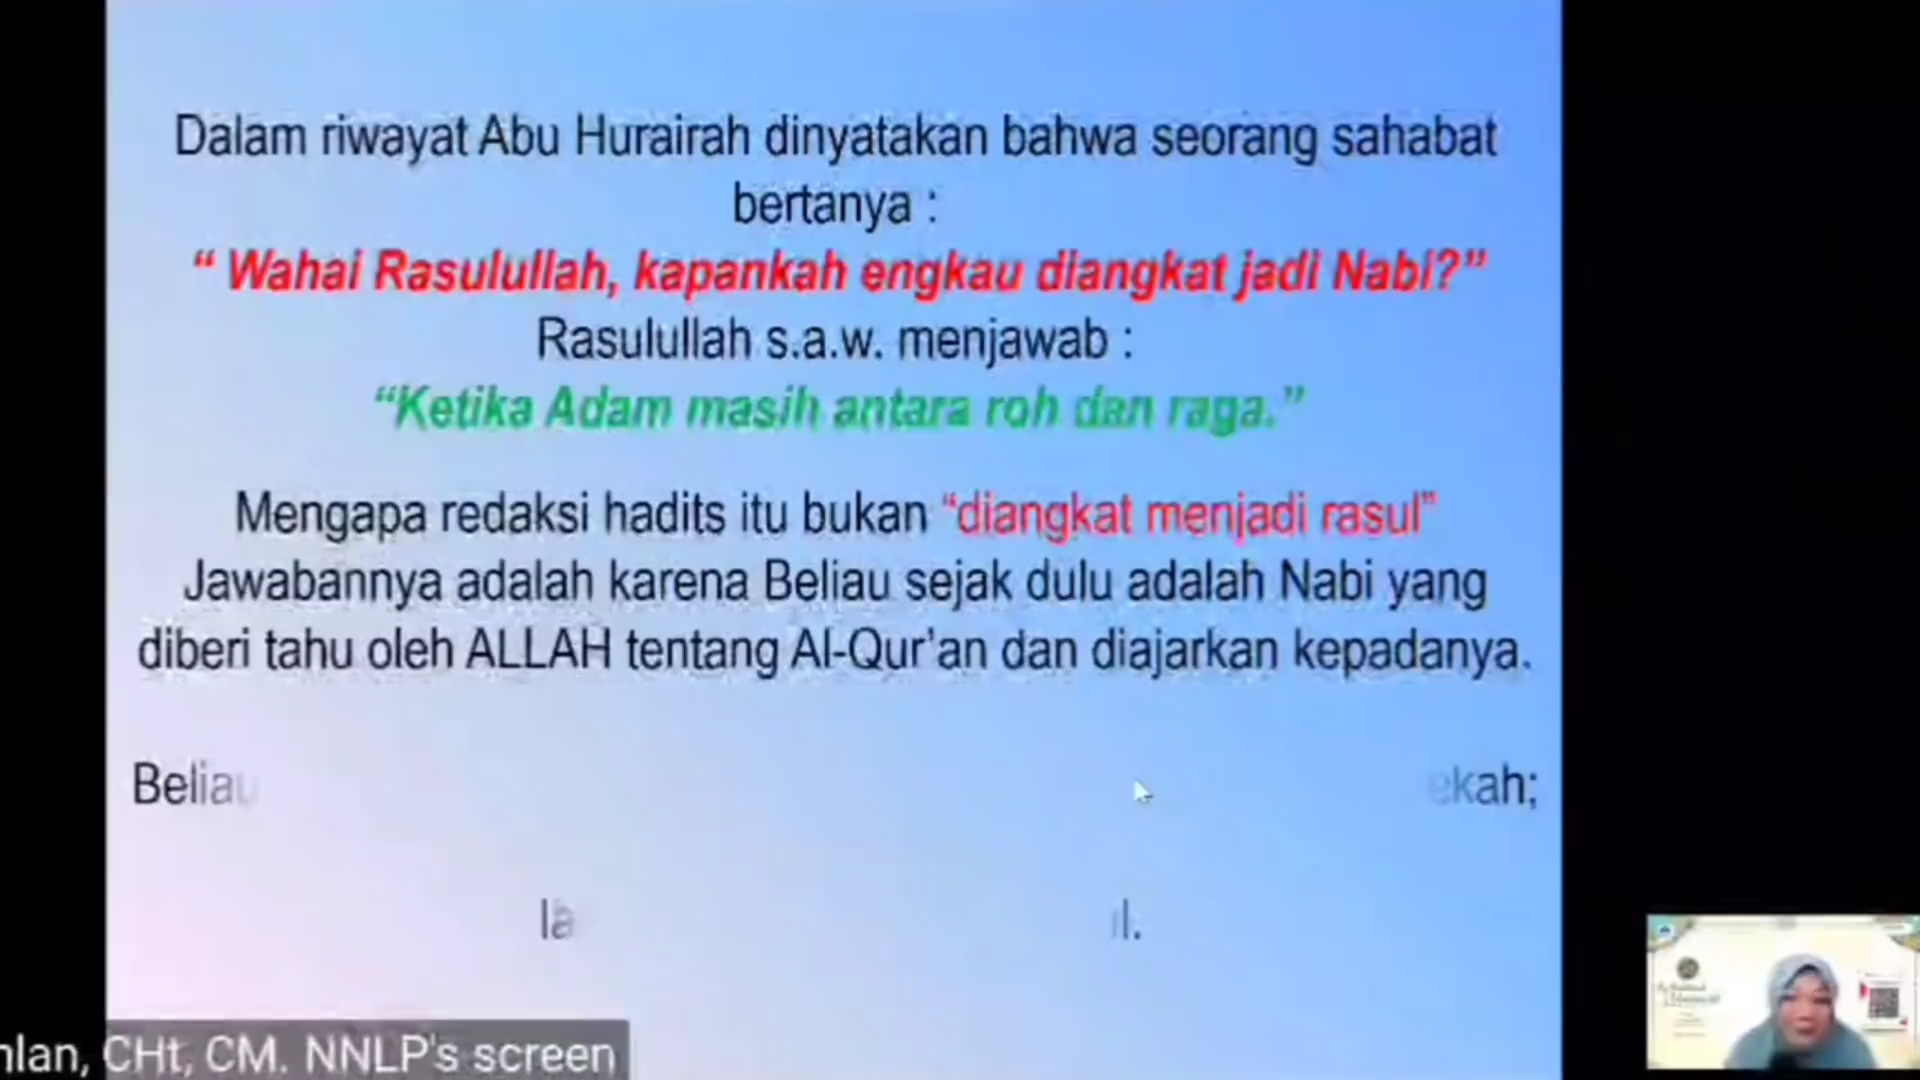 Dalam riwayat Abu Hurairah dinyatakan bahwa seorang sahabat
bertanya :
“ Wahai Rasulullah, kapankah engkau diangkat jadi Nabi?”
Rasulullah s.a.w. menjawab :
“Ketika Adam masih antara roh dan raga.”
Mengapa redaksi hadits itu bukan “diangkat menjadi rasul”
Jawabannya adalah karena Beliau sejak dulu adalah Nabi yang
diberi tahu oleh ALLAH tentang Al-Qur'an dan diajarkan kepadanya.
Beliau
CHt, CM. NNLP's screen